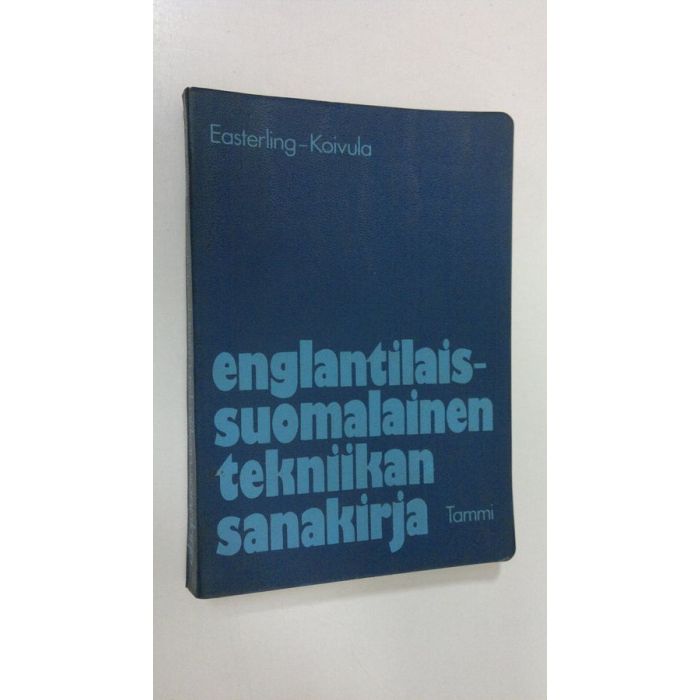 Easterling–Koivula
englantilais-
suomalainen
tekniikan
sanakirja
Tammi